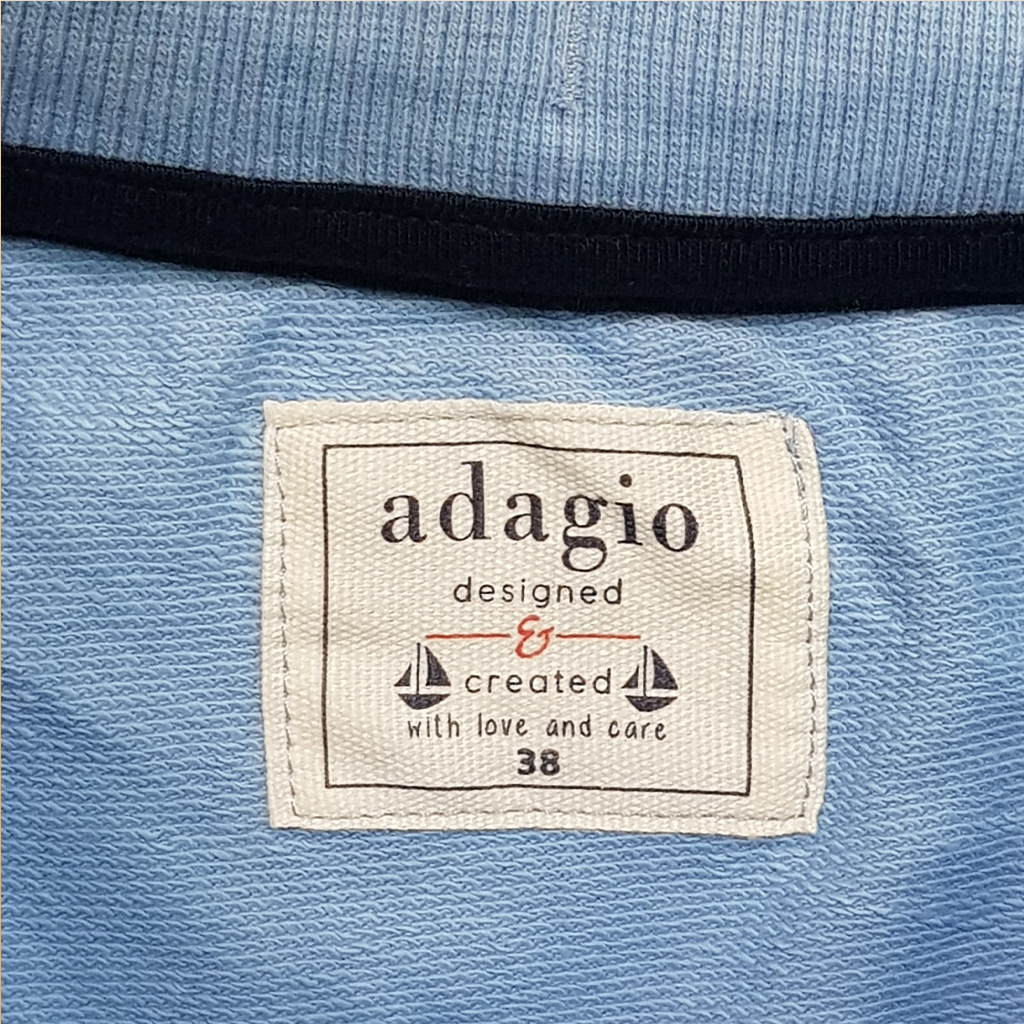 adagio
designed
&
created
with love and care
38